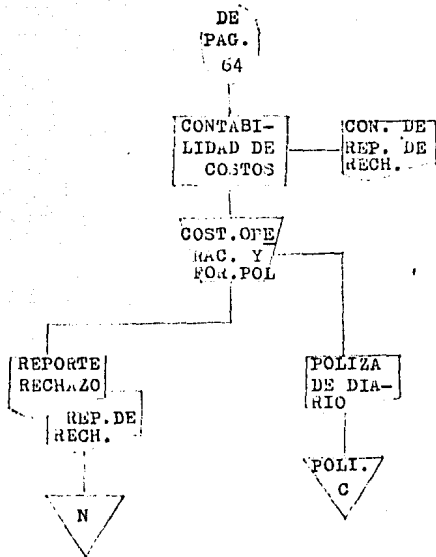 DE
PAG.
64
CONTABI-
LIDAD DE
COSTOS
CON. DE
REP. DE
RECH.
COST.OPE
RAC. Y
FOR.POL
REPORTE
RECHAZO
REP.DE
RECH.
POLIZA
DE DIA-
RIO
N
POLI.
C